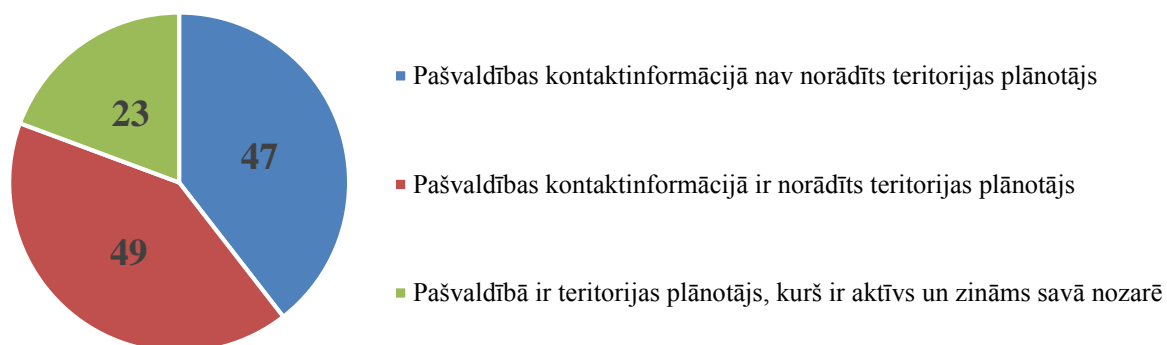 47
49
23
Pašvaldības kontaktinformācijā nav norādīts teritorijas plānotājs
Pašvaldības kontaktinformācijā ir norādīts teritorijas plānotājs
Pašvaldībā ir teritorijas plānotājs, kurš ir aktīvs un zināms savā nozarē